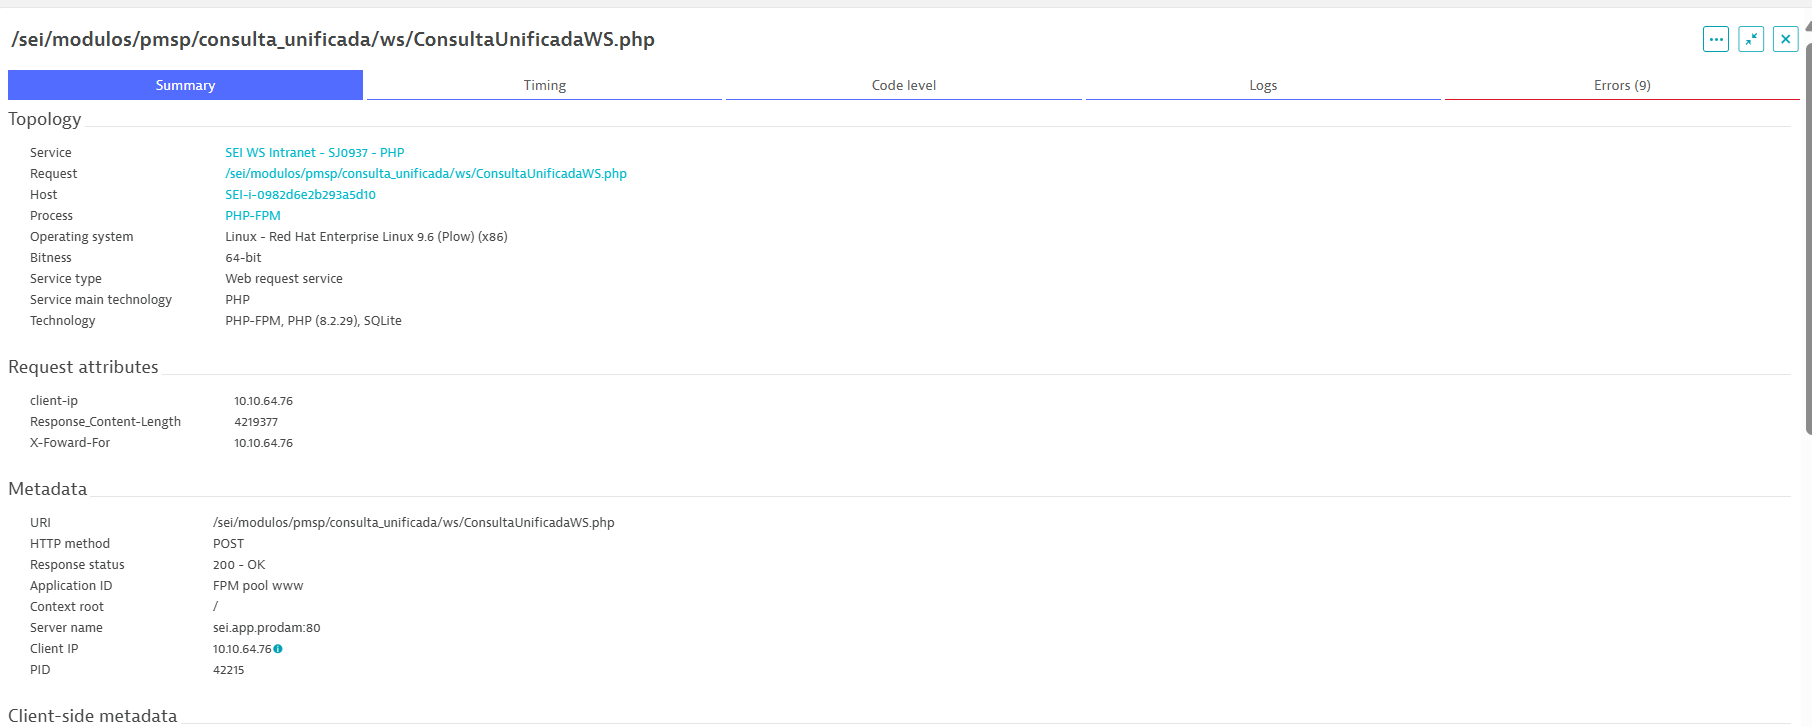 /sei/modulos/pmsp/consulta_unificada/ws/ConsultaUnificadaWS.php
Summary Timing Code level Logs Errors (9)
Topology
Service SEI WS Intranet - SJ0937 - PHP
Request /sei/modulos/pmsp/consulta_unificada/ws/ConsultaUnificadaWS.php
Host SEI-i-0982d6e2b293a5d10
Process PHP-FPM
Operating system Linux - Red Hat Enterprise Linux 9.6 (Plow) (x86)
Bitness 64-bit
Service type Web request service
Service main technology PHP
Technology PHP-FPM, PHP (8.2.29), SQLite
Request attributes
client-ip 10.10.64.76
Response_Content-Length 4219377
X-Foward-For 10.10.64.76
Metadata
URI /sei/modulos/pmsp/consulta_unificada/ws/ConsultaUnificadaWS.php
HTTP method POST
Response status 200 - OK
Application ID FPM pool www
Context root /
Server name sei.app.prodam:80
Client IP 10.10.64.76
PID 42215
Client-side metadata